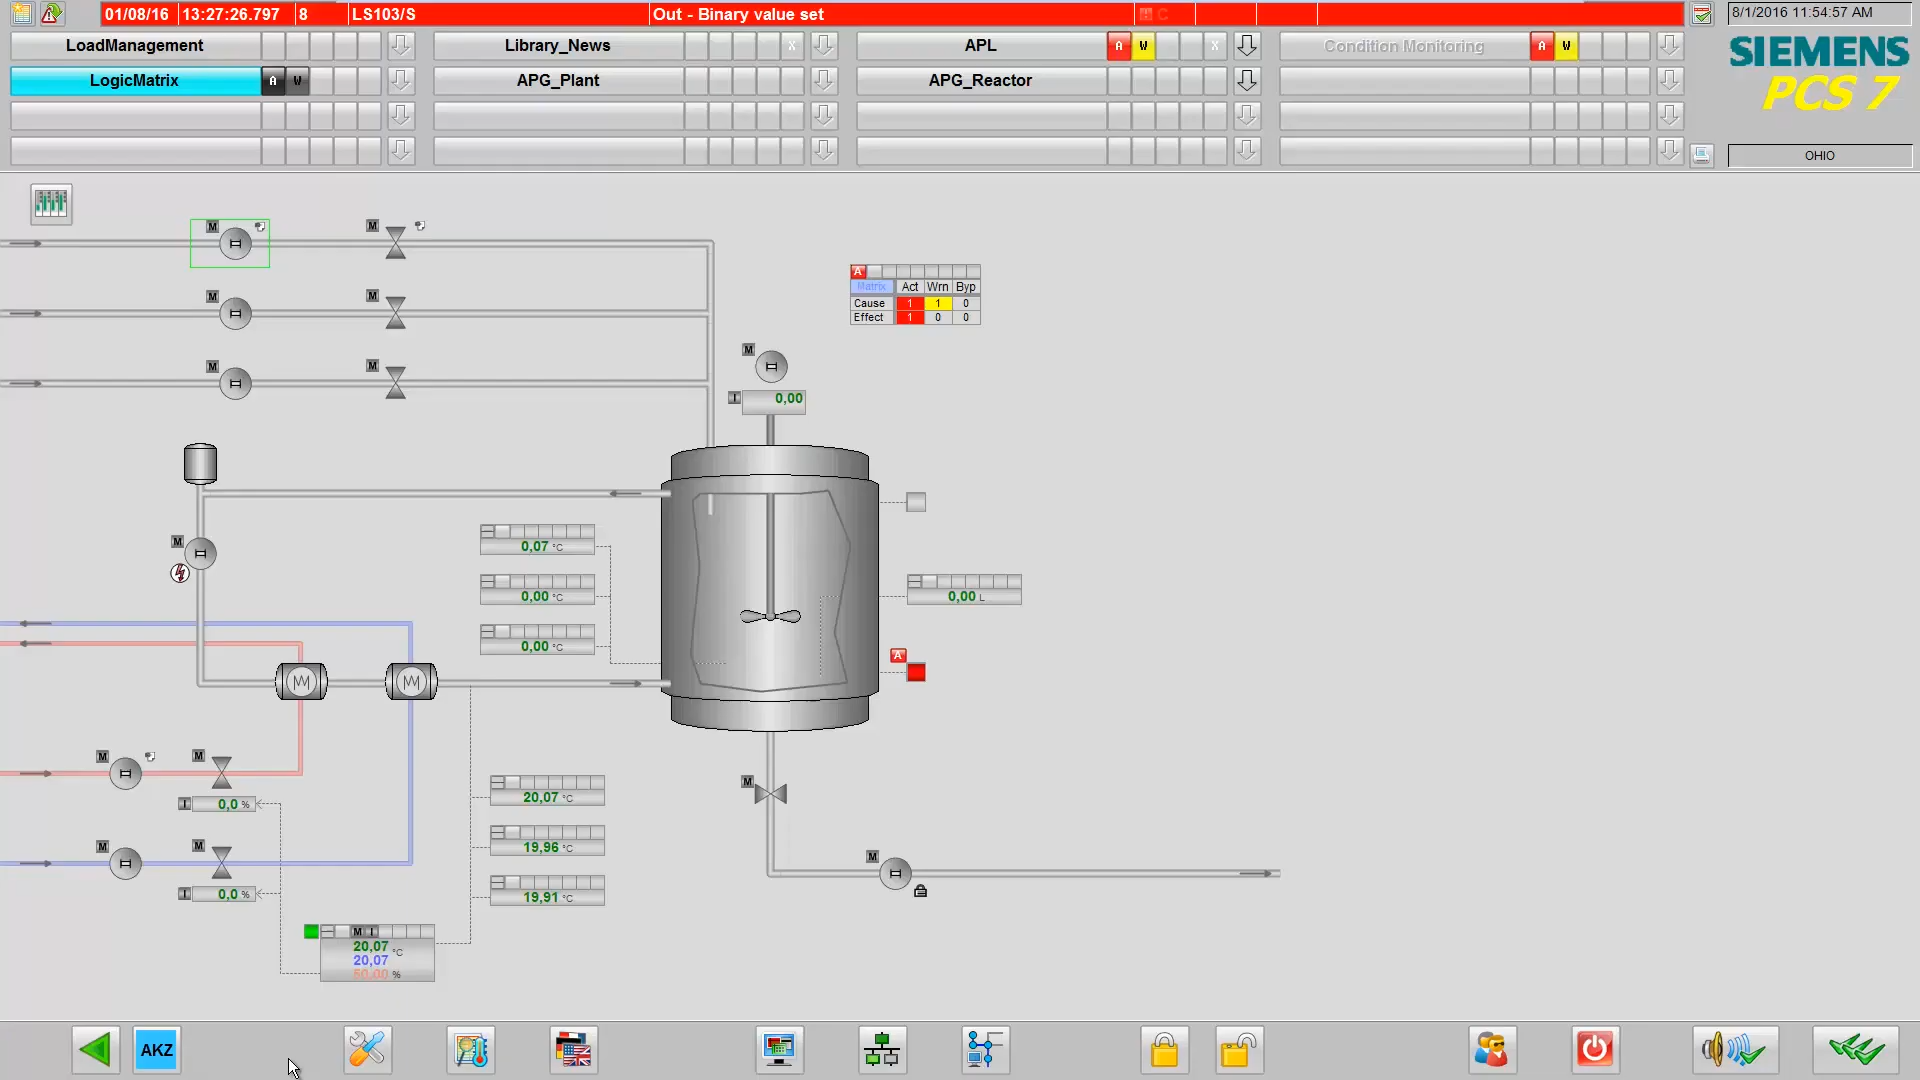 01/08/16 13:27:26.797 8 LS103/S Out - Binary value set C
8/1/2016 11:54:57 AM
LoadManagement
Library_News X
APL A W X
Condition Monitoring A W
SIEMENS
PCS 7
LogicMatrix A W
APG_Plant
APG_Reactor
OHIO
M M
A
Matrix Act Wrn Byp
Cause 1 1 0
Effect 1 0 0
M M
M
M M
I 0,00
0,07 °C
M
0,00 °C
0,00 L
0,00 °C
A
M M
M M
20,07 °C
M
I 0,0 %
M M
19,96 °C
M
I 0,0 %
19,91 °C
M I
20,07 °C
20,07
50,00 %
AKZ